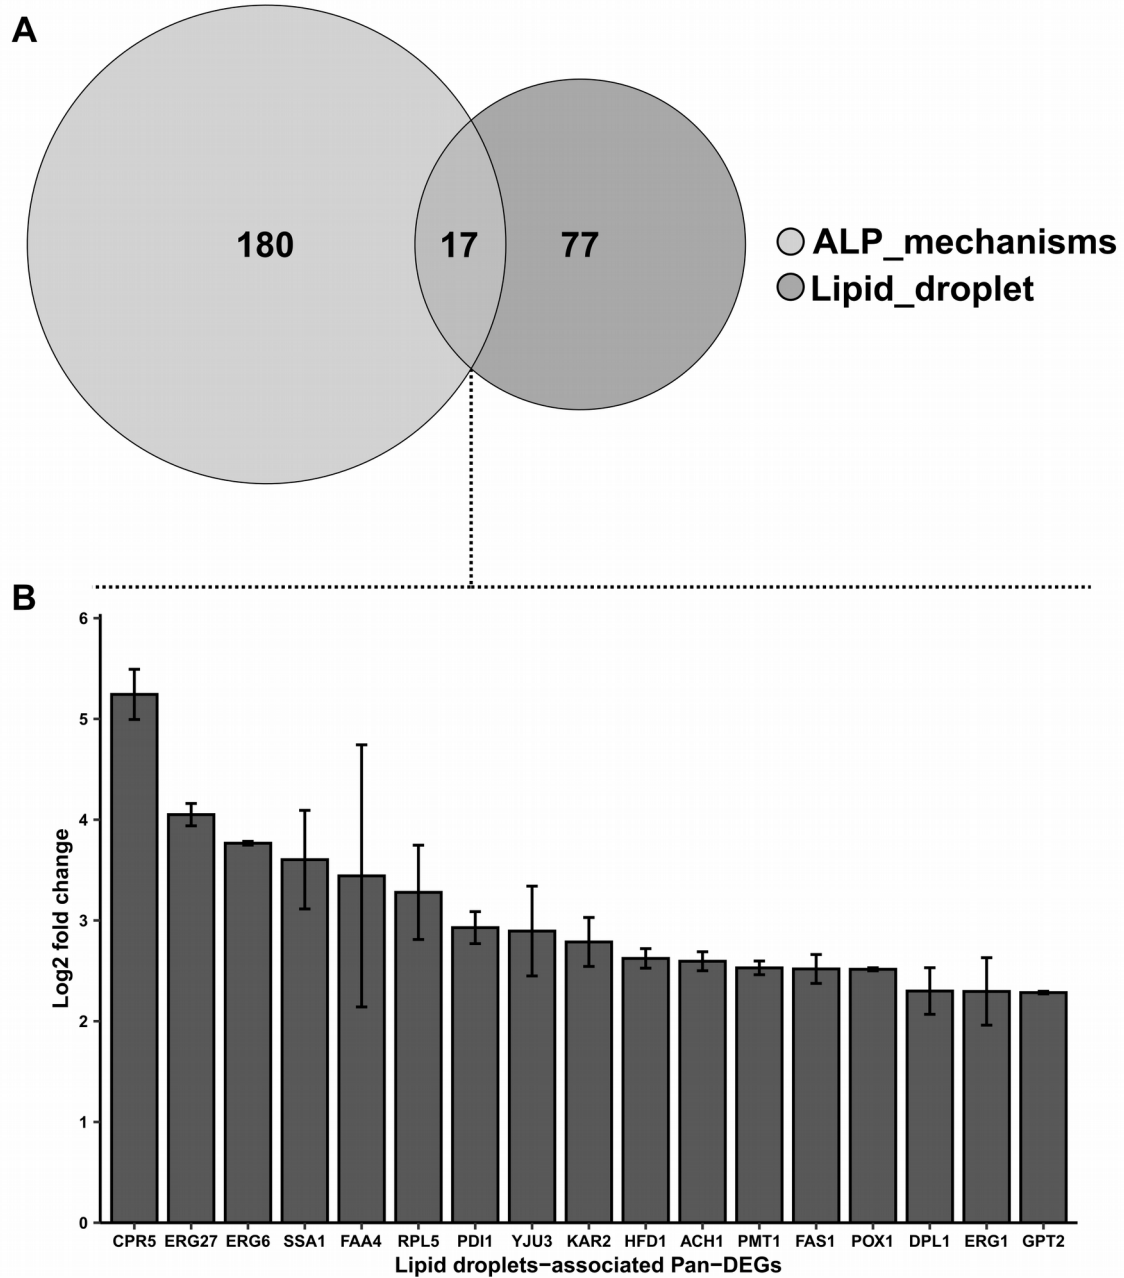 A
180 17 77
ALP_mechanisms
Lipid_droplet
B
6
5
4
3
2
1
0
Log2 fold change
CPR5 ERG27 ERG6 SSA1 FAA4 RPL5 PDI1 YJU3 KAR2 HFD1 ACH1 PMT1 FAS1 POX1 DPL1 ERG1 GPT2
Lipid droplets−associated Pan−DEGs